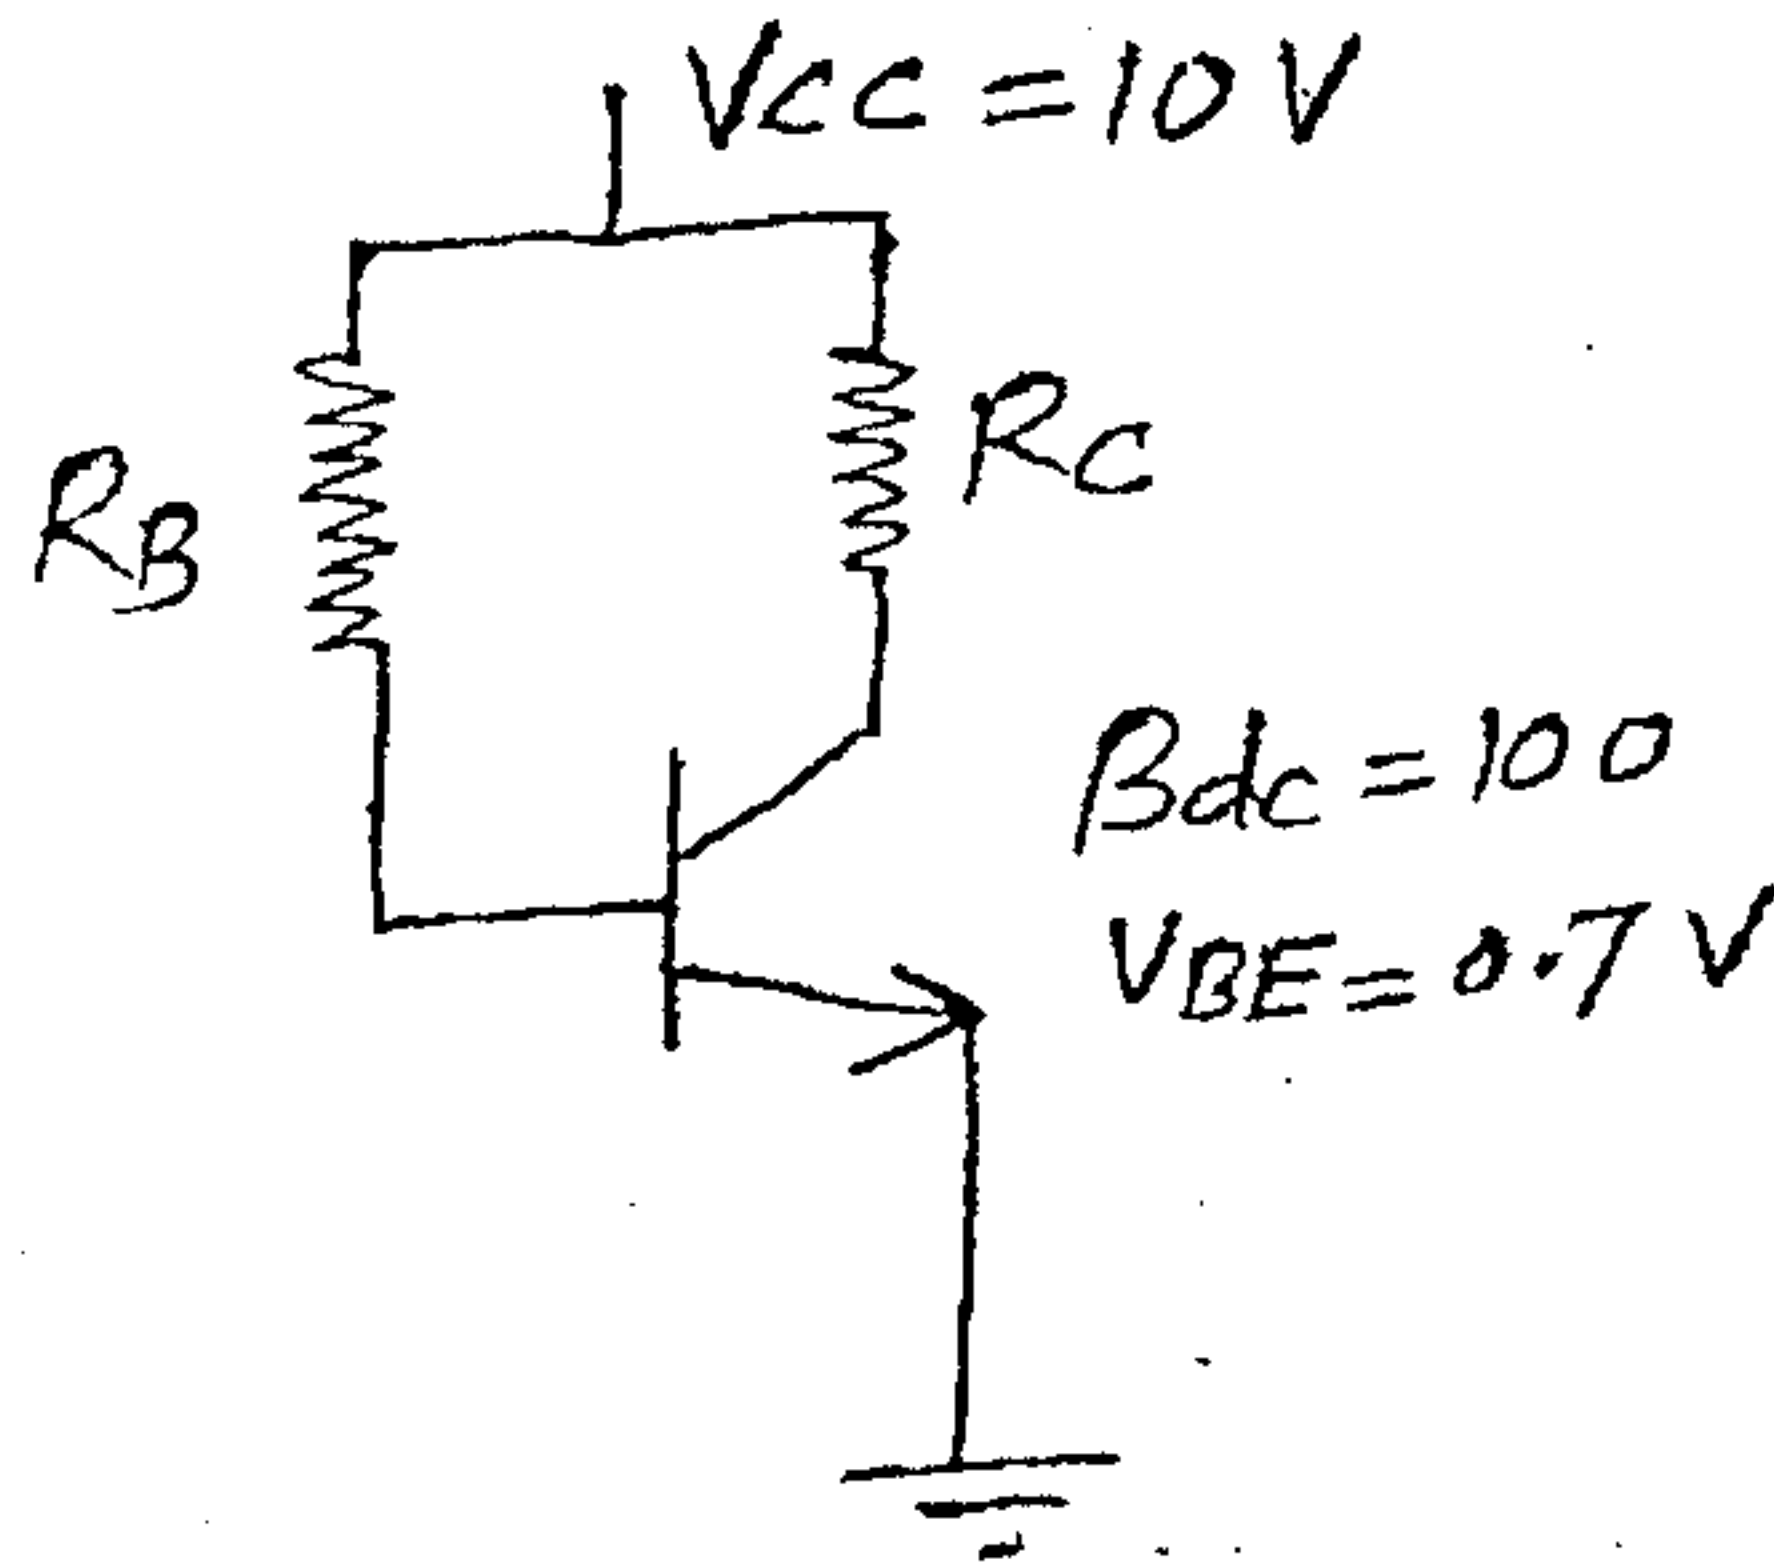 VCC = 10 V
RB
RC
βdc = 100
VBE = 0.7 V